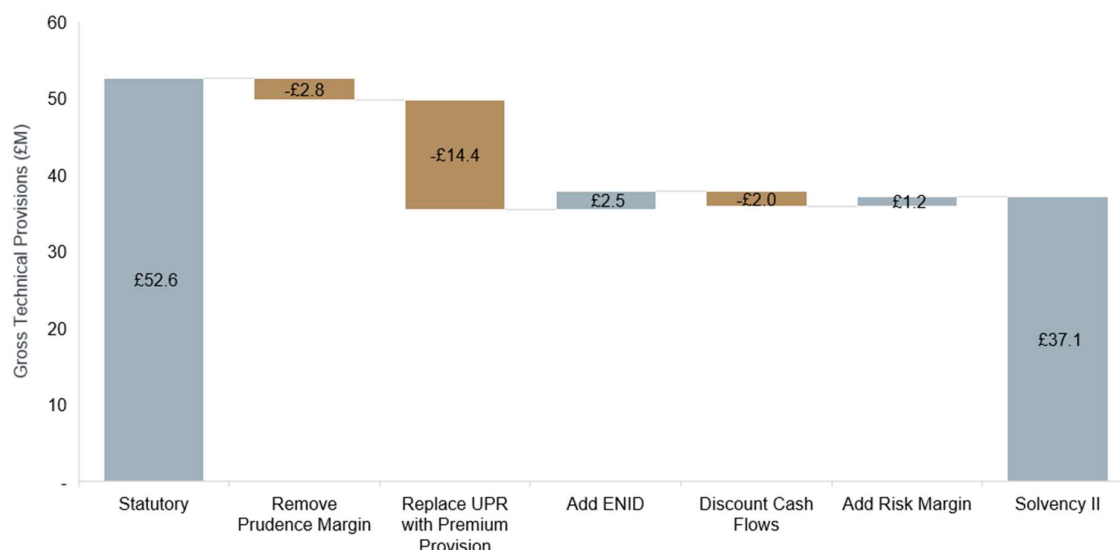 60
50
40
30
20
10
-
Gross Technical Provisions (£M)
£52.6
-£2.8
-£14.4
£2.5
-£2.0
£1.2
£37.1
Statutory
Remove
Prudence Margin
Replace UPR
with Premium
Provision
Add ENID
Discount Cash
Flows
Add Risk Margin
Solvency II